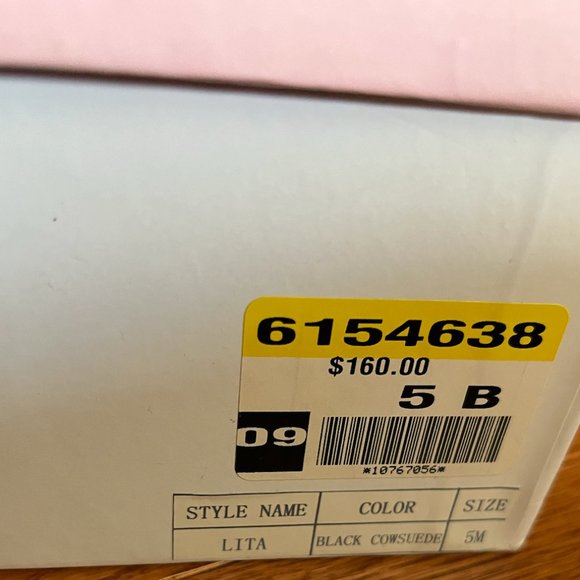 6154638
$160.00
5 B
09
*10767056*
STYLE NAME COLOR SIZE
LITA BLACK COWSUEDE 5M